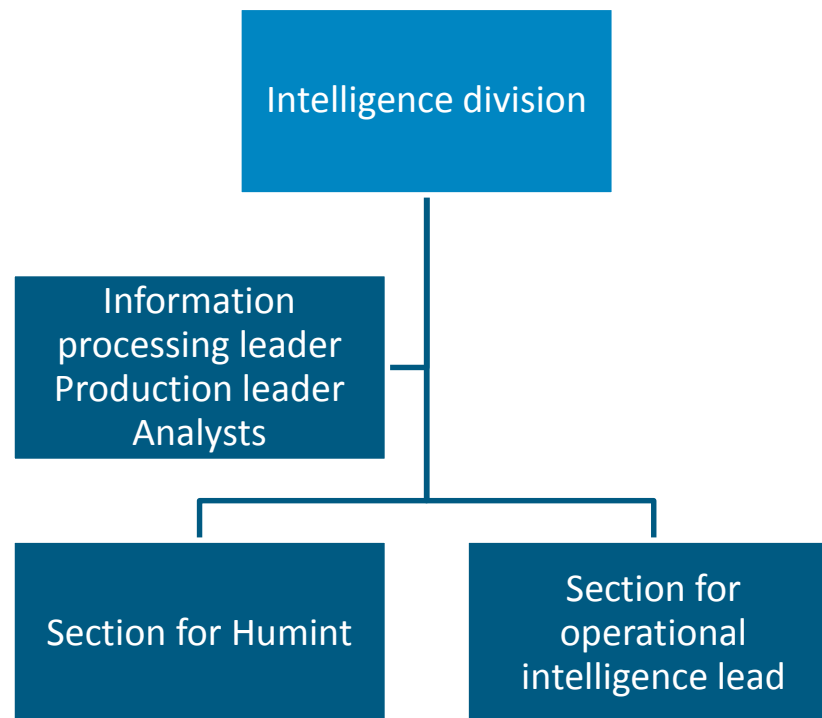 Intelligence division
Information
processing leader
Production leader
Analysts
Section for Humint
Section for
operational
intelligence lead